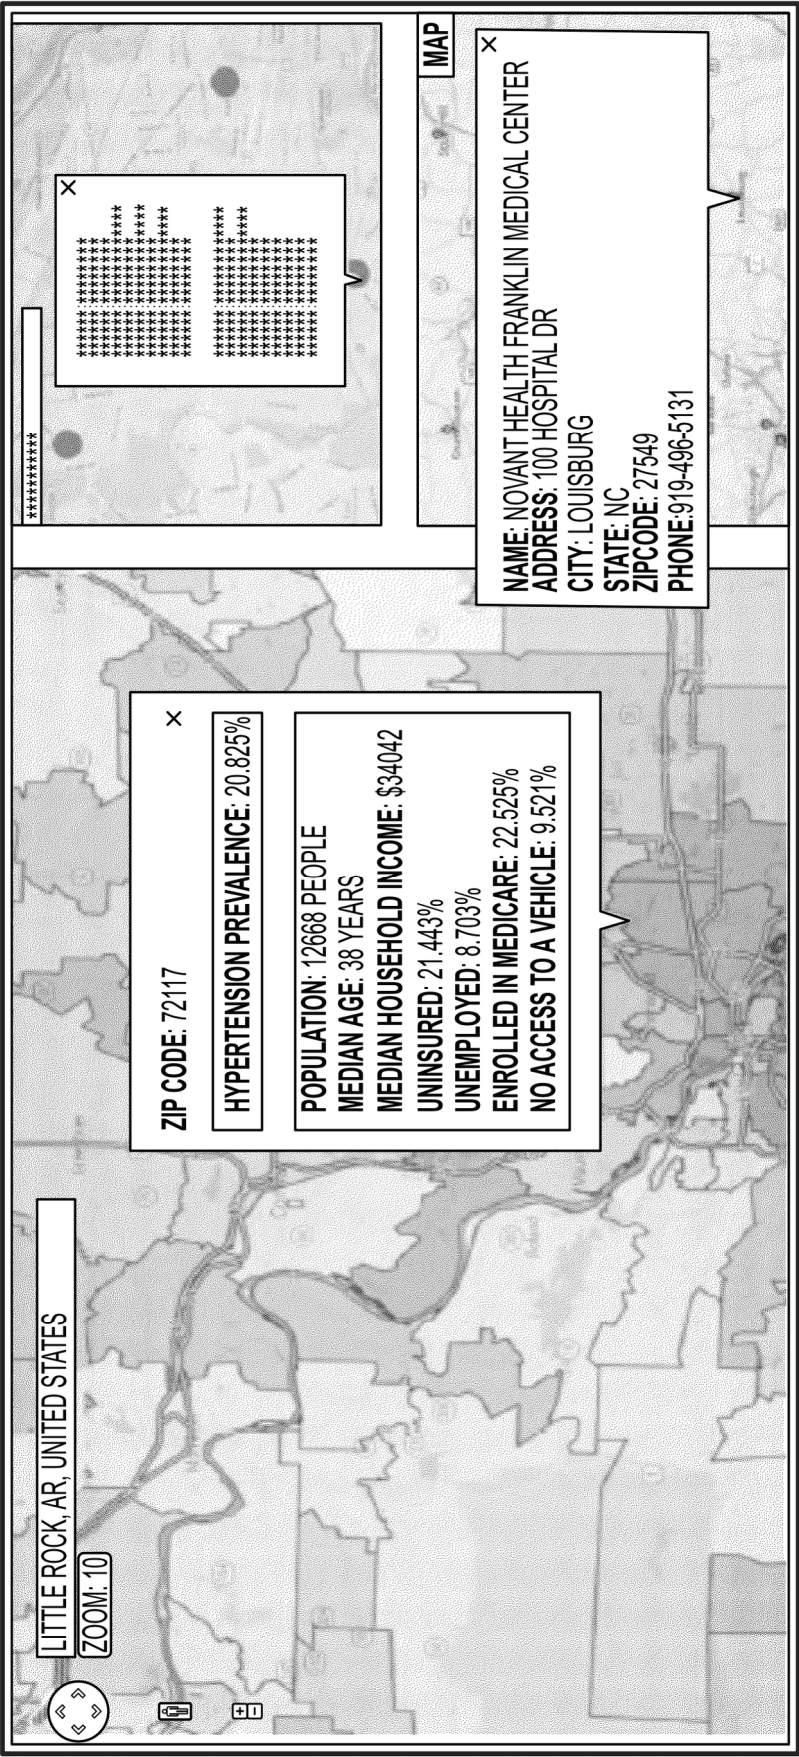 LITTLE ROCK, AR, UNITED STATES
ZOOM: 10
ZIP CODE: 72117
×
HYPERTENSION PREVALENCE: 20.825%
POPULATION: 12668 PEOPLE
MEDIAN AGE: 38 YEARS
MEDIAN HOUSEHOLD INCOME: $34042
UNINSURED: 21.443%
UNEMPLOYED: 8.703%
ENROLLED IN MEDICARE: 22.525%
NO ACCESS TO A VEHICLE: 9.521%
×
MAP
×
NAME: NOVANT HEALTH FRANKLIN MEDICAL CENTER
ADDRESS: 100 HOSPITAL DR
CITY: LOUISBURG
STATE: NC
ZIPCODE: 27549
PHONE:919-496-5131